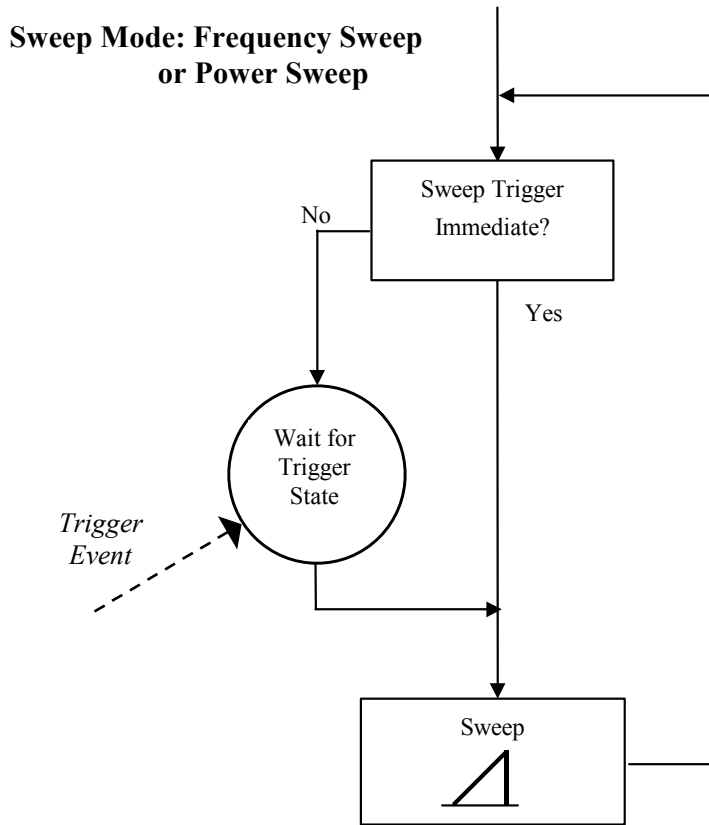 Sweep Mode: Frequency Sweep
or Power Sweep
Sweep Trigger
Immediate?
No
Yes
Wait for
Trigger
State
Trigger
Event
Sweep